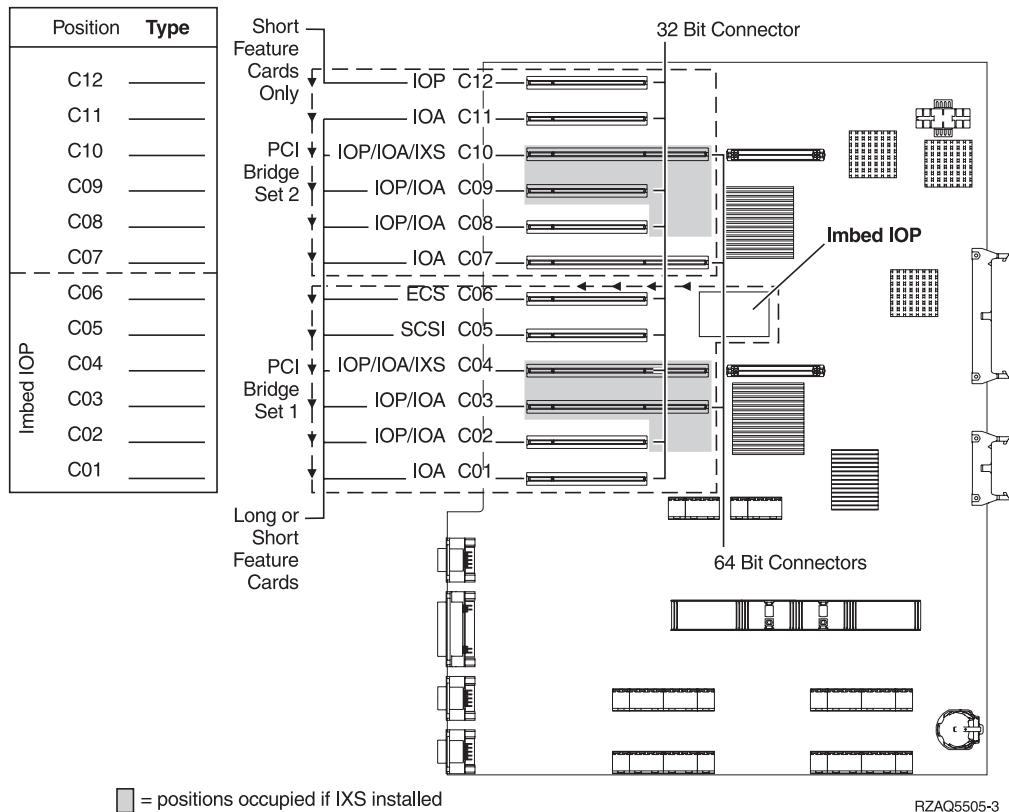 Position Type
C12
C11
C10
C09
C08
C07
C06
C05
C04
C03
C02
C01
Imbed IOP
Short
Feature
Cards
Only
32 Bit Connector
IOP C12
IOA C11
PCI
Bridge
Set 2
IOP/IOA/IXS C10
IOP/IOA C09
IOP/IOA C08
IOA C07
Imbed IOP
ECS C06
SCSI C05
PCI
Bridge
Set 1
IOP/IOA/IXS C04
IOP/IOA C03
IOP/IOA C02
IOA C01
Long or
Short
Feature
Cards
64 Bit Connectors
= positions occupied if IXS installed
RZAQ5505-3